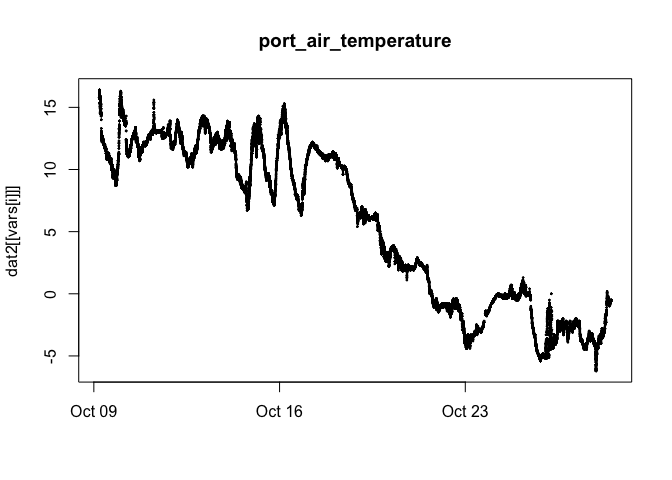 port_air_temperature
dat2[[vars[i]]]
15
10
5
0
-5
Oct 09
Oct 16
Oct 23